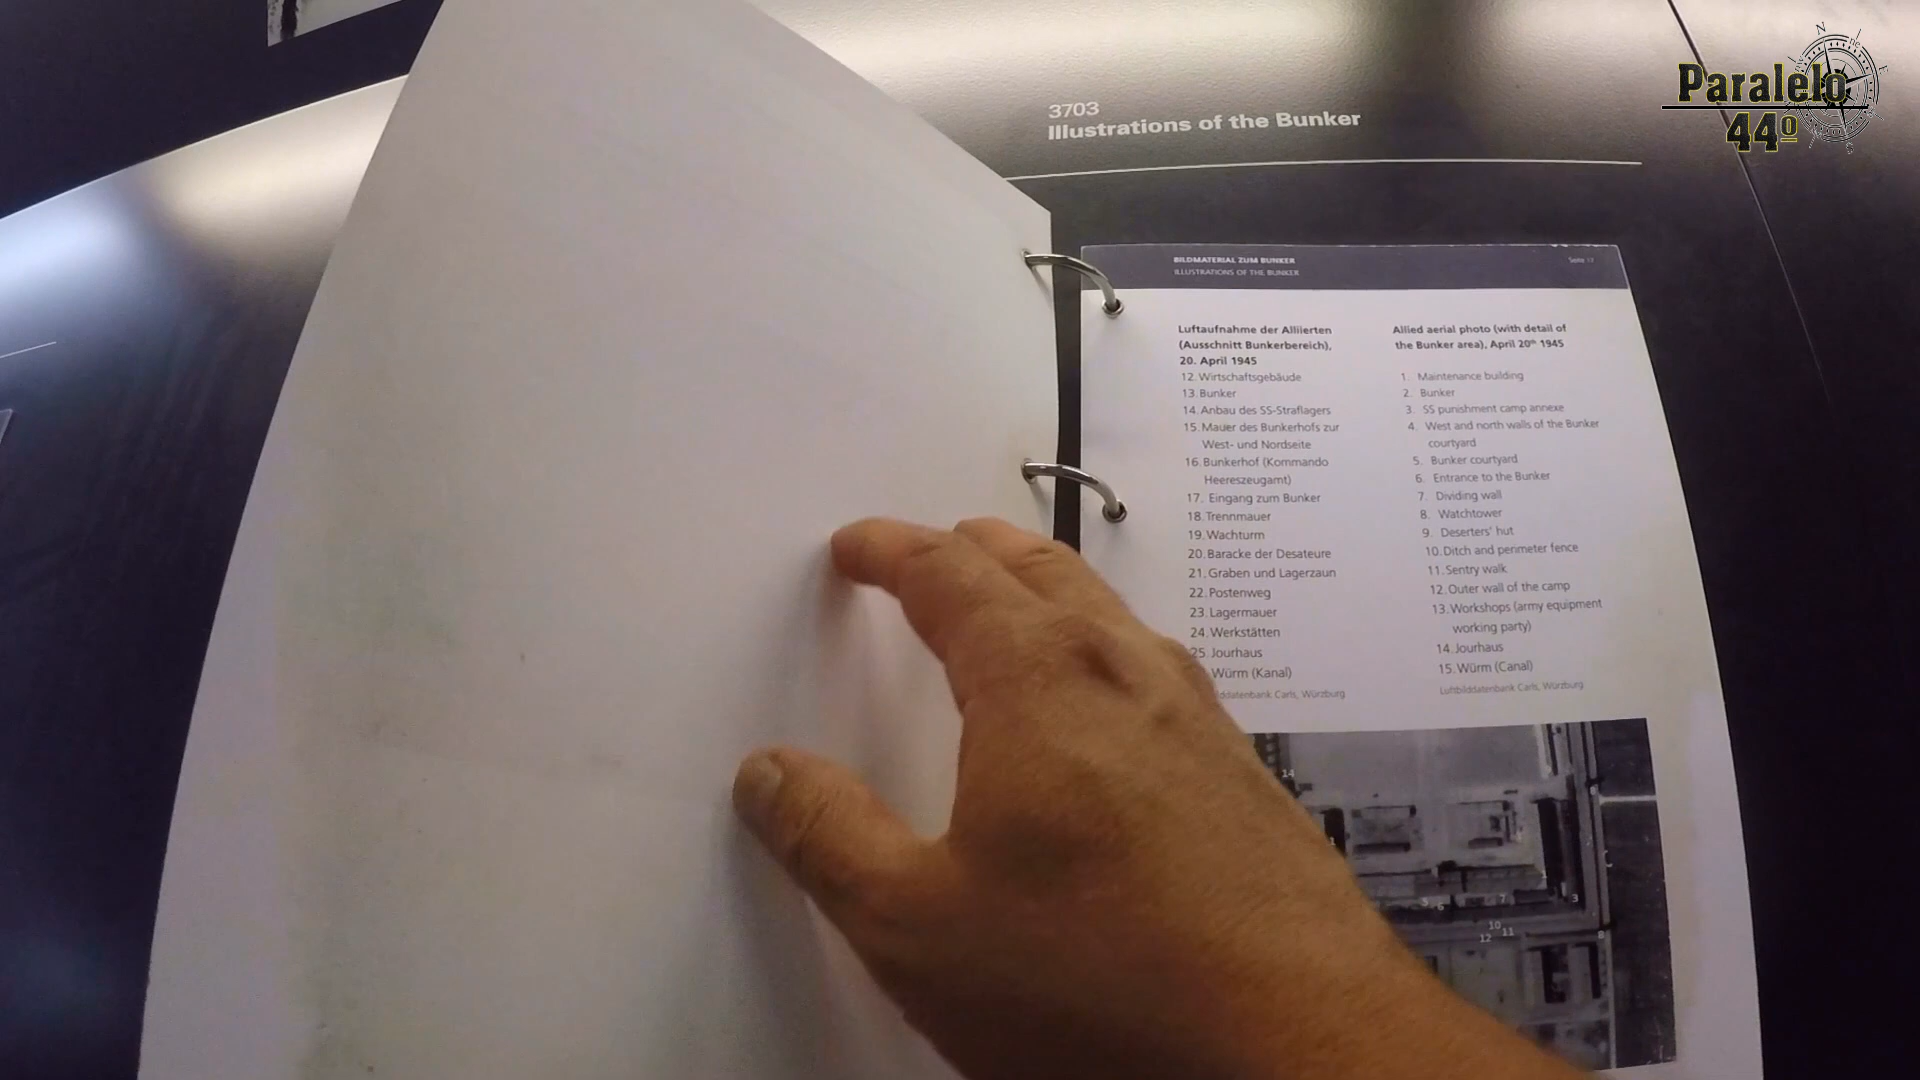 Paralelo
44º
3703
Illustrations of the Bunker
BILDMATERIAL ZUM BUNKER
ILLUSTRATIONS OF THE BUNKER
Luftaufnahme der Alliierten
(Ausschnitt Bunkerbereich),
20. April 1945
12. Wirtschaftsgebäude
13. Bunker
14. Anbau des SS-Straflagers
15. Mauer des Bunkerhofs zur
West- und Nordseite
16. Bunkerhof (Kommando
Heereszeugamt)
17. Eingang zum Bunker
18. Trennmauer
19. Wachturm
20. Baracke der Desateure
21. Graben und Lagerzaun
22. Postenweg
23. Lagermauer
24. Werkstätten
25. Jourhaus
Würm (Kanal)
Carls, Würzburg
Allied aerial photo (with detail of
the Bunker area), April 20th 1945
1. Maintenance building
2. Bunker
3. SS punishment camp annexe
4. West and north walls of the Bunker
courtyard
5. Bunker courtyard
6. Entrance to the Bunker
7. Dividing wall
8. Watchtower
9. Deserters' hut
10. Ditch and perimeter fence
11. Sentry walk
12. Outer wall of the camp
13. Workshops (army equipment
working party)
14. Jourhaus
15. Würm (Canal)
Luftbilddatenbank Carls, Würzburg
14
7
3
10
11
12
8